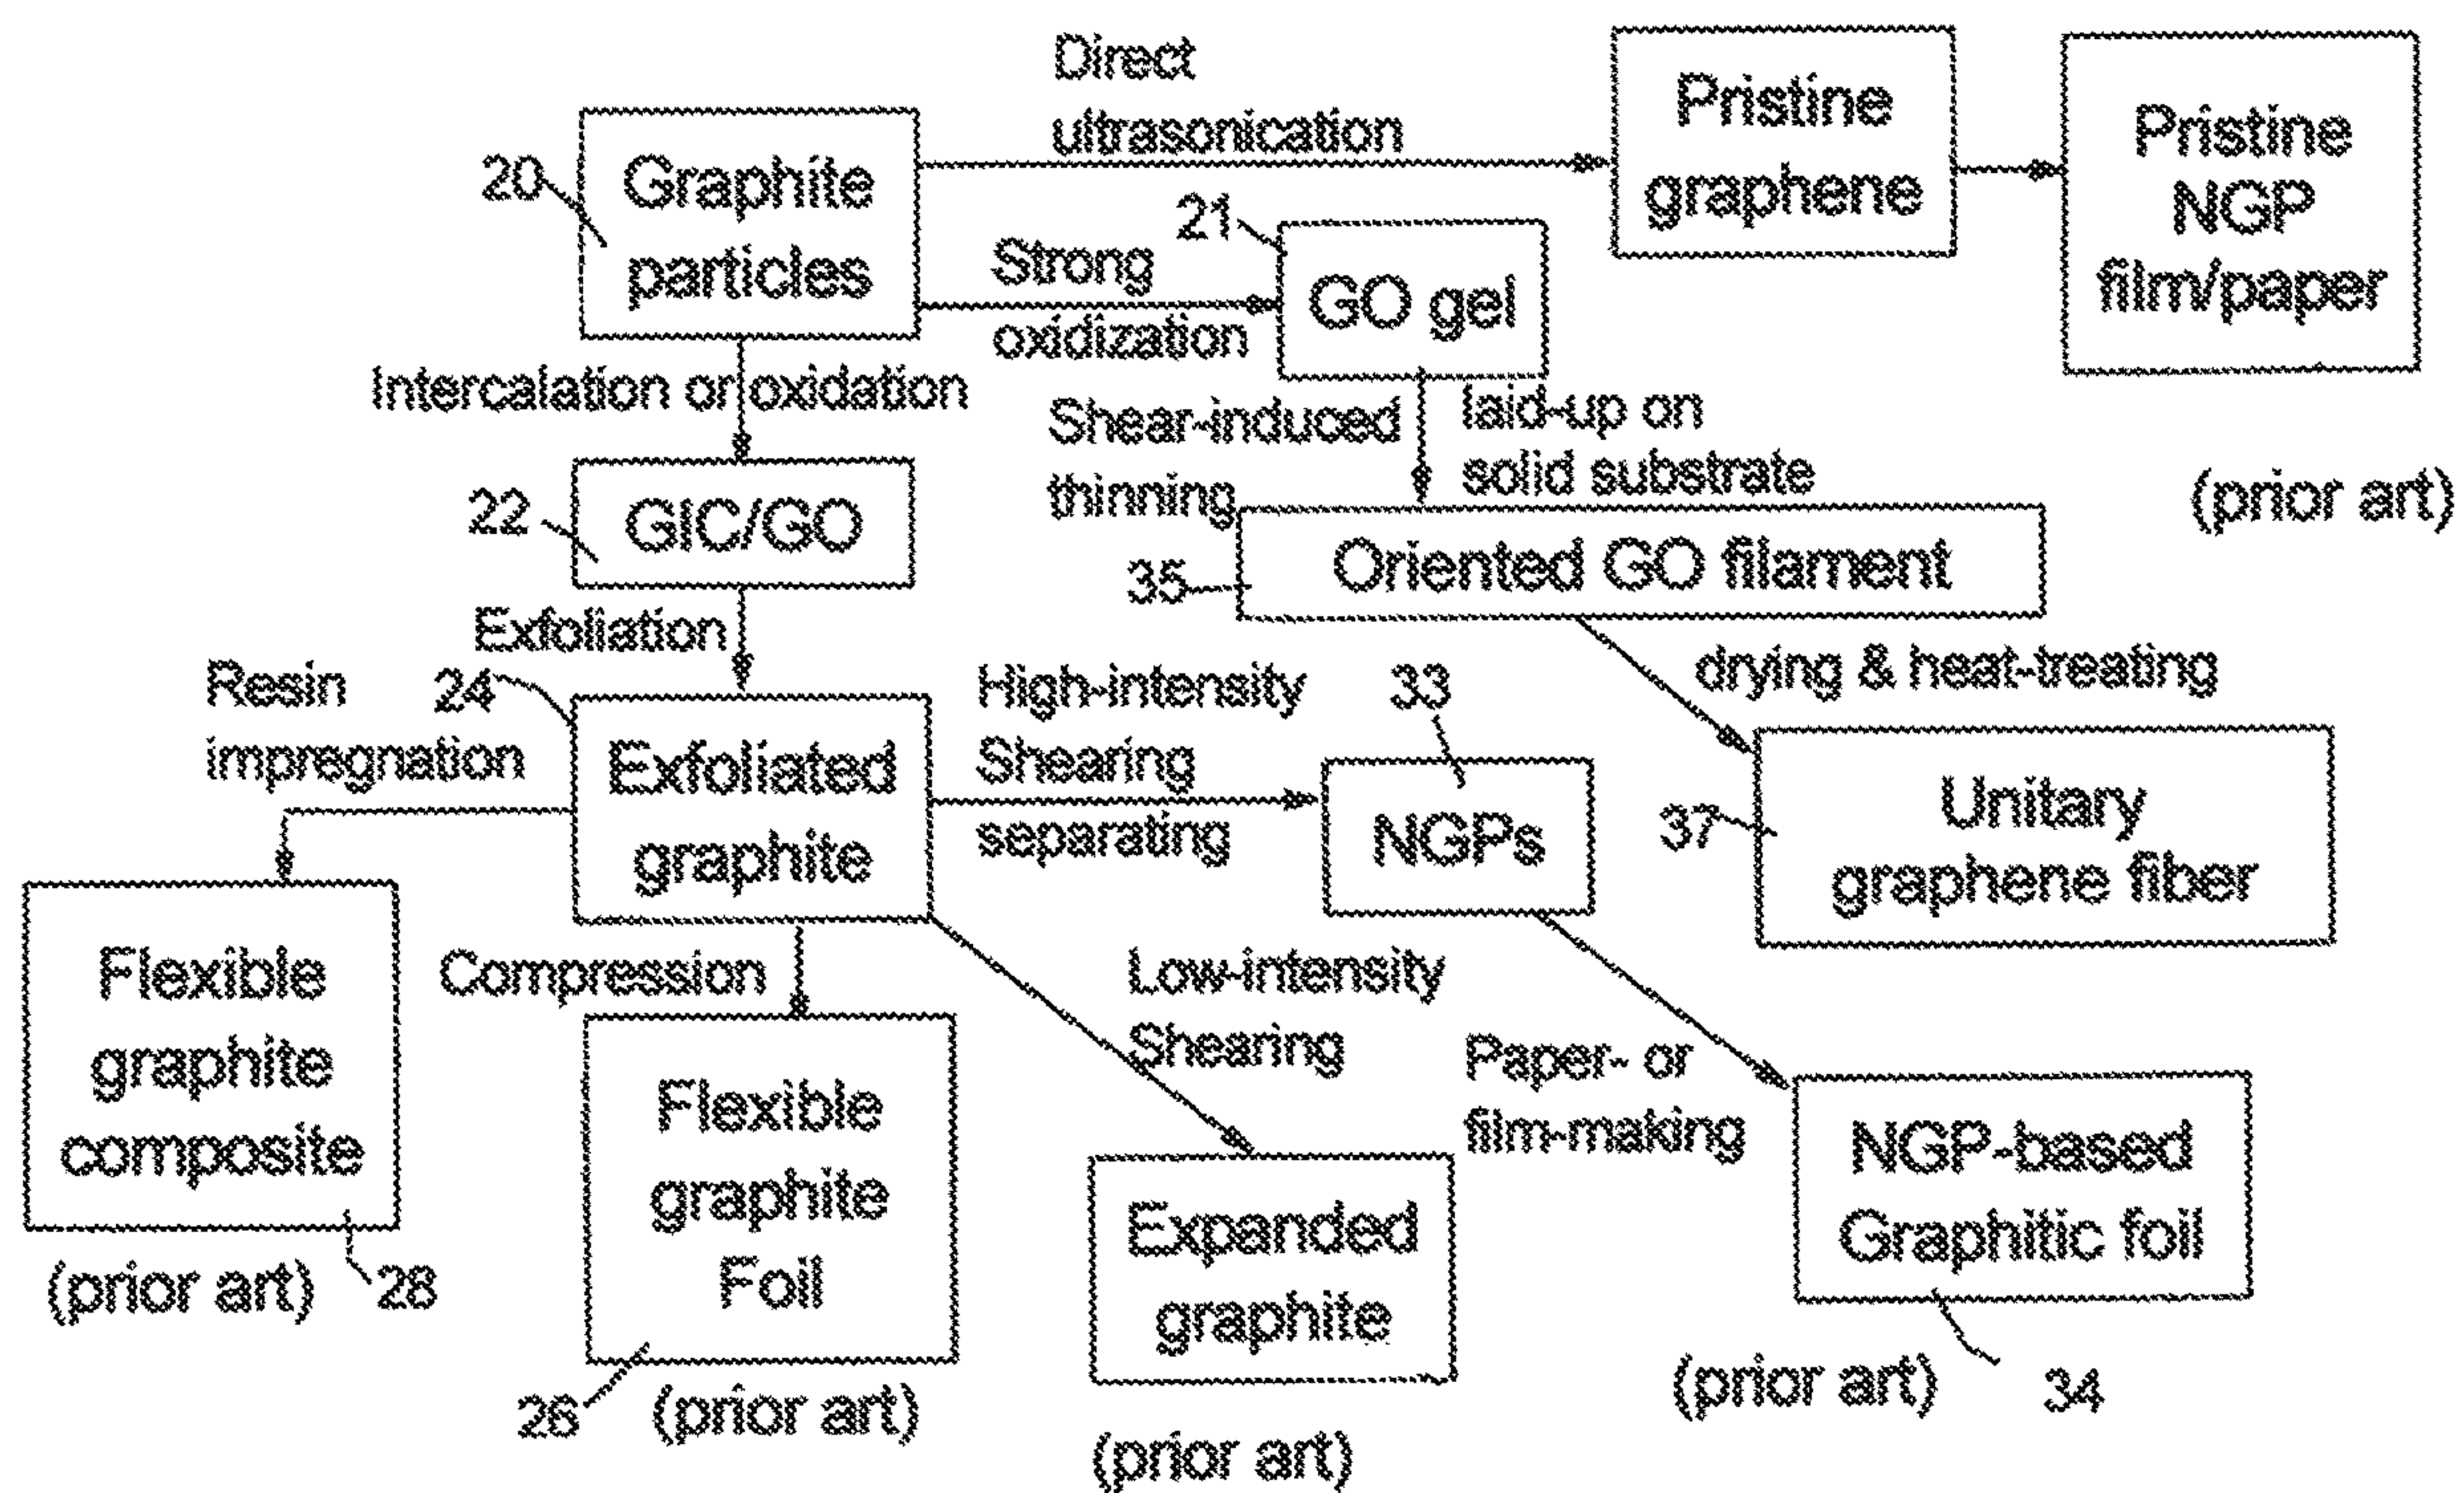 Direct
ultrasonication
Pristine
graphene
Pristine
NGP
film/paper
(prior art)
20
Graphite
particles
Strong
oxidization
21
GO gel
Intercalation or oxidation
Shear-induced
thinning
laid-up on
solid substrate
22
GIC/GO
35
Oriented GO filament
Exfoliation
drying & heat-treating
Resin
impregnation
24
Exfoliated
graphite
High-intensity
Shearing
separating
33
NGPs
37
Unitary
graphene fiber
Flexible
graphite
composite
(prior art)
28
Compression
Flexible
graphite
Foil
26
(prior art)
Low-intensity
Shearing
Expanded
graphite
(prior art)
Paper- or
film-making
NGP-based
Graphitic foil
(prior art)
34